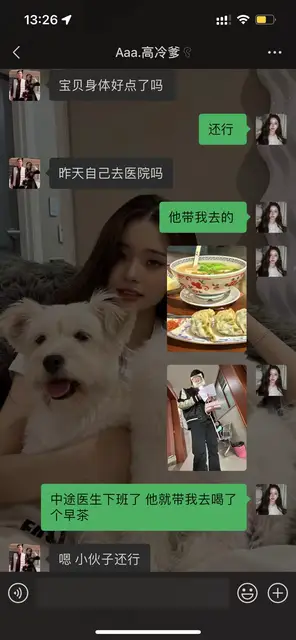 13:26
Aaa.高冷爹
宝贝身体好点了吗
还行
昨天自己去医院吗
他带我去的
中途医生下班了 他就带我去喝了
个早茶
嗯 小伙子还行